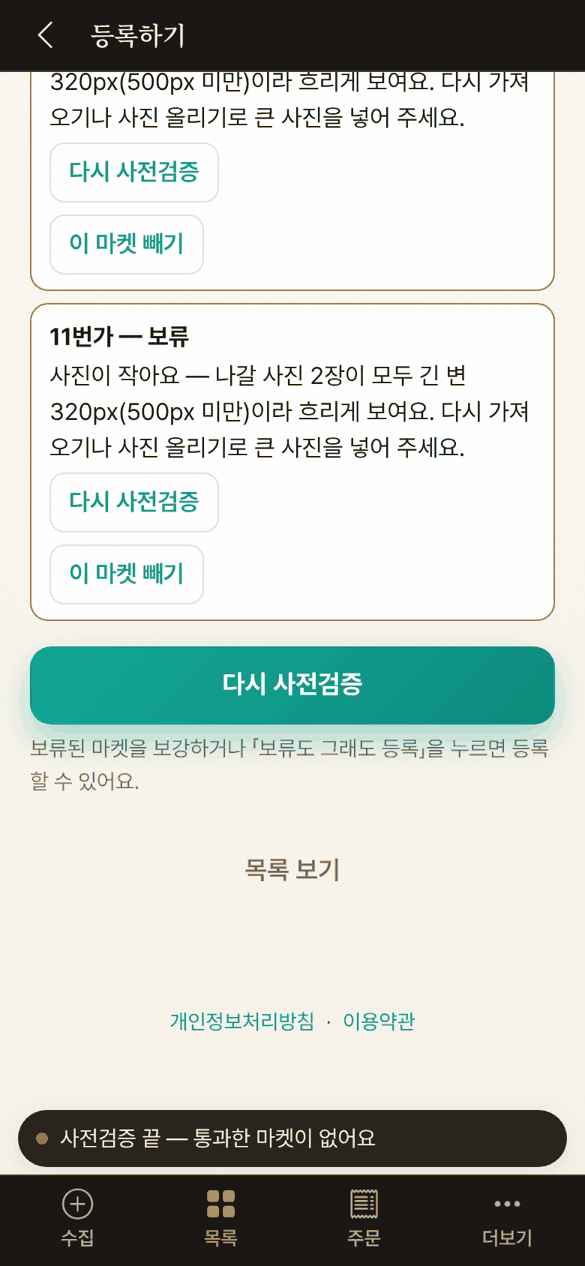 등록하기
320px(500px 미만)이라 흐리게 보여요. 다시 가져
오기나 사진 올리기로 큰 사진을 넣어 주세요.
다시 사전검증
이 마켓 빼기
11번가 — 보류
사진이 작아요 — 나갈 사진 2장이 모두 긴 변
320px(500px 미만)이라 흐리게 보여요. 다시 가져
오기나 사진 올리기로 큰 사진을 넣어 주세요.
다시 사전검증
이 마켓 빼기
다시 사전검증
보류된 마켓을 보강하거나 「보류도 그래도 등록」을 누르면 등록
할 수 있어요.
목록 보기
개인정보처리방침 · 이용약관
사전검증 끝 — 통과한 마켓이 없어요
수집
목록
주문
더보기